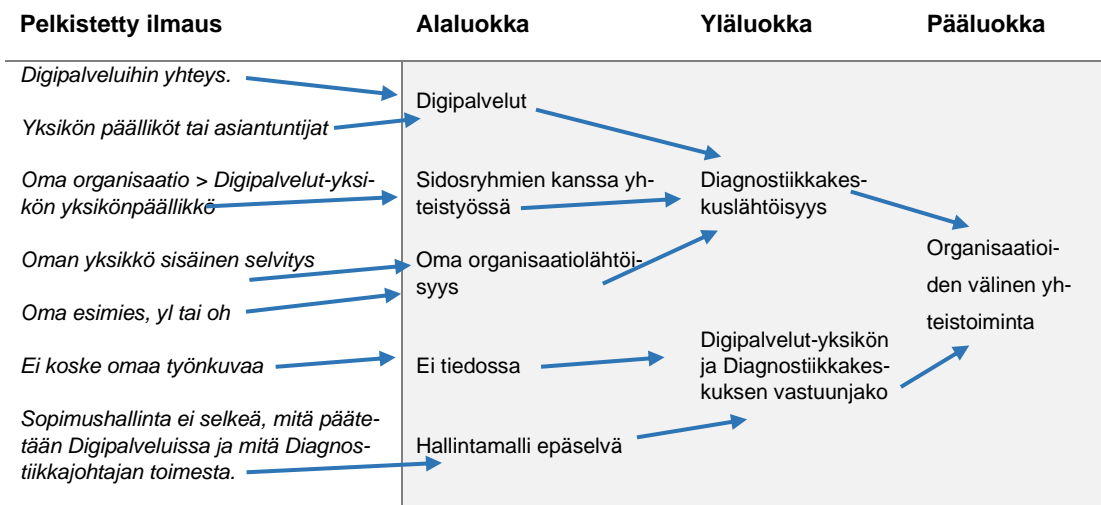 Pelkistetty ilmaus
Alaluokka
Yläluokka
Pääluokka
Digipalveluihin yhteys.
Yksikön päälliköt tai asiantuntijat
Oma organisaatio > Digipalvelut-yksi-
kön yksikönpäällikkö
Oman yksikkö sisäinen selvitys
Oma esimies, yl tai oh
Ei koske omaa työnkuvaa
Sopimushallinta ei selkeä, mitä pääte-
tään Digipalveluissa ja mitä Diagnos-
tiikkajohtajan toimesta.
Digipalvelut
Sidosryhmien kanssa yh-
teistyössä
Oma organisaatiolähtöi-
syys
Ei tiedossa
Hallintamalli epäselvä
Diagnostiikkakes-
kuslähtöisyys
Digipalvelut-yksikön
ja Diagnostiikkakes-
kuksen vastuunjako
Organisaatioi-
den välinen yh-
teistoiminta